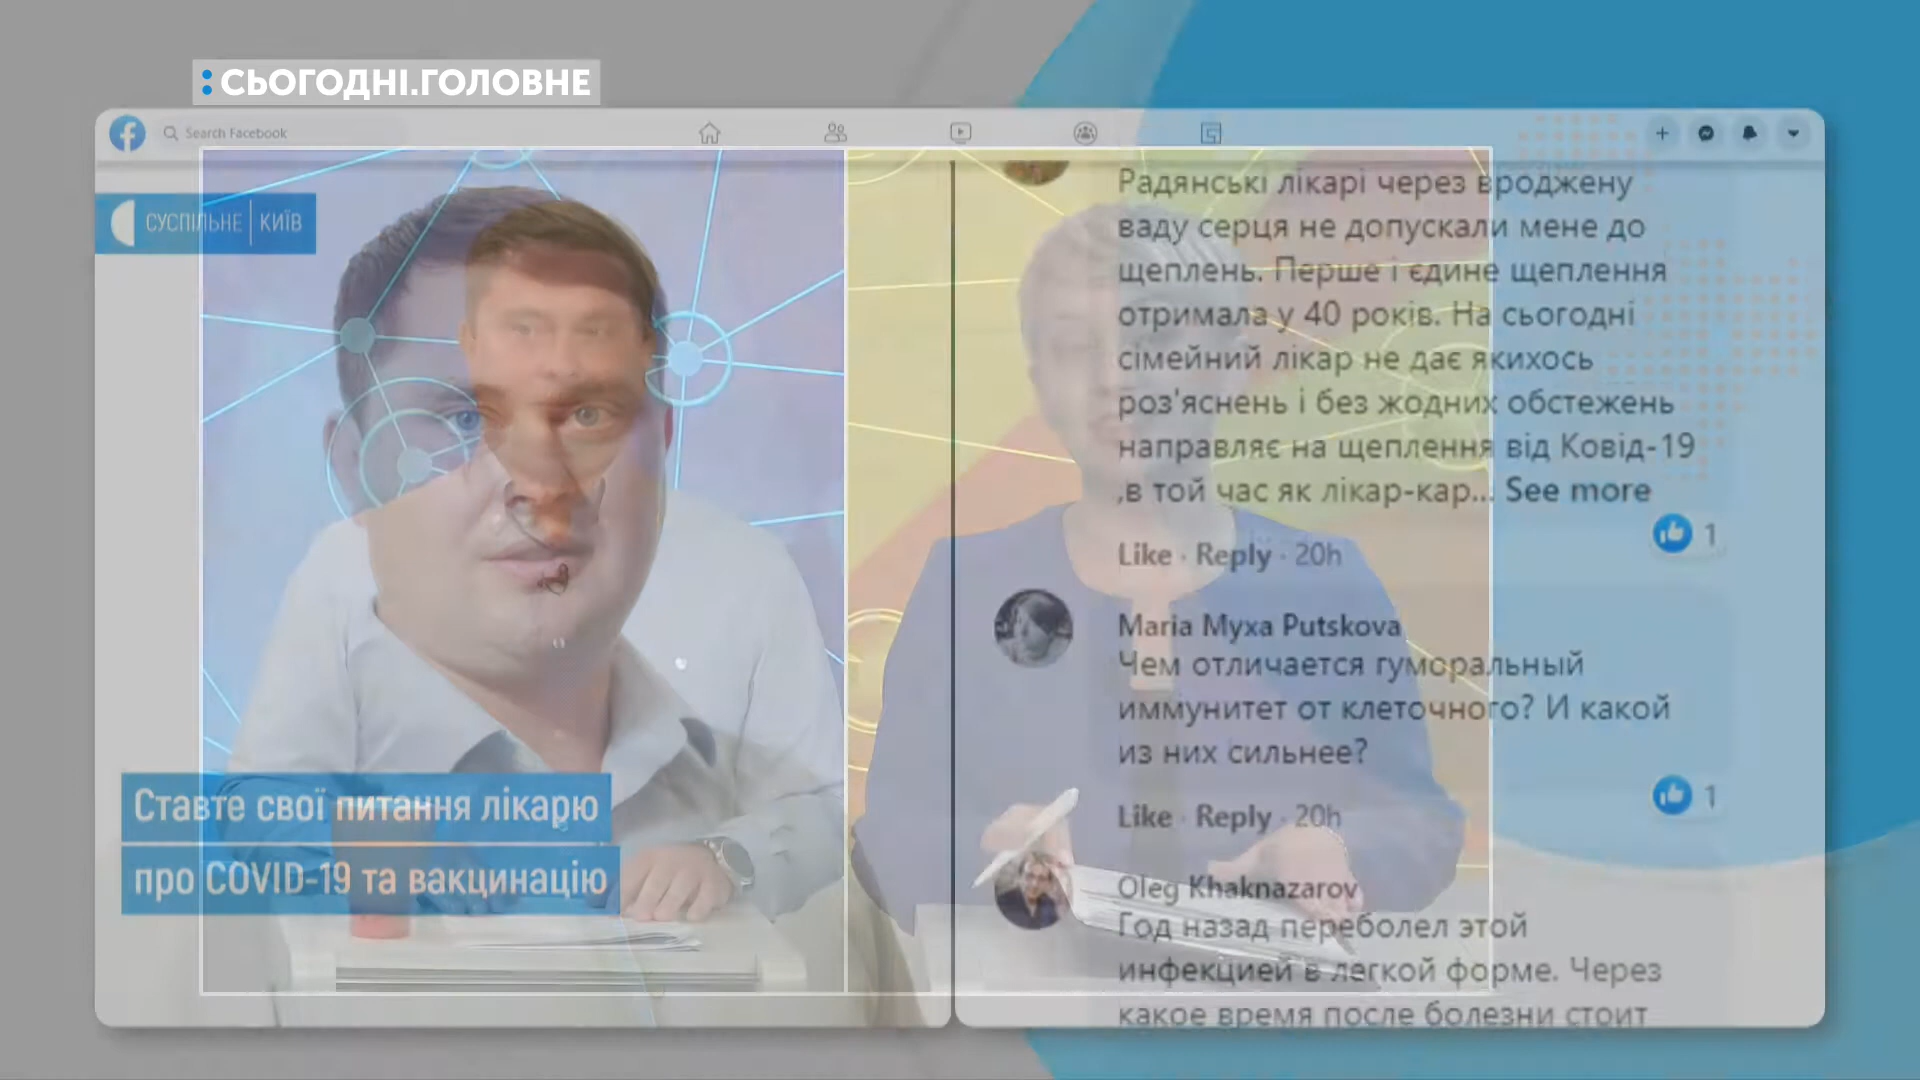 : СЬОГОДНІ.ГОЛОВНЕ
Search Facebook
СУСПІЛЬНЕ | КИЇВ
Ставте свої питання лікарю
про COVID-19 та вакцинацію
Радянські лікарі через вроджену
ваду серця не допускали мене до
щеплень. Перше і єдине щеплення
отримала у 40 років. На сьогодні
сімейний лікар не дає якихось
роз'яснень і без жодних обстежень
направляє на щеплення від Ковід-19
,в той час як лікар-кар... See more
1
Like · Reply · 20h
Maria Myxa Putskova
Чем отличается гуморальный
иммунитет от клеточного? И какой
из них сильнее?
1
Like · Reply · 20h
Oleg Khaknazarov
Год назад переболел этой
инфекцией в легкой форме. Через
какое время после болезни стоит